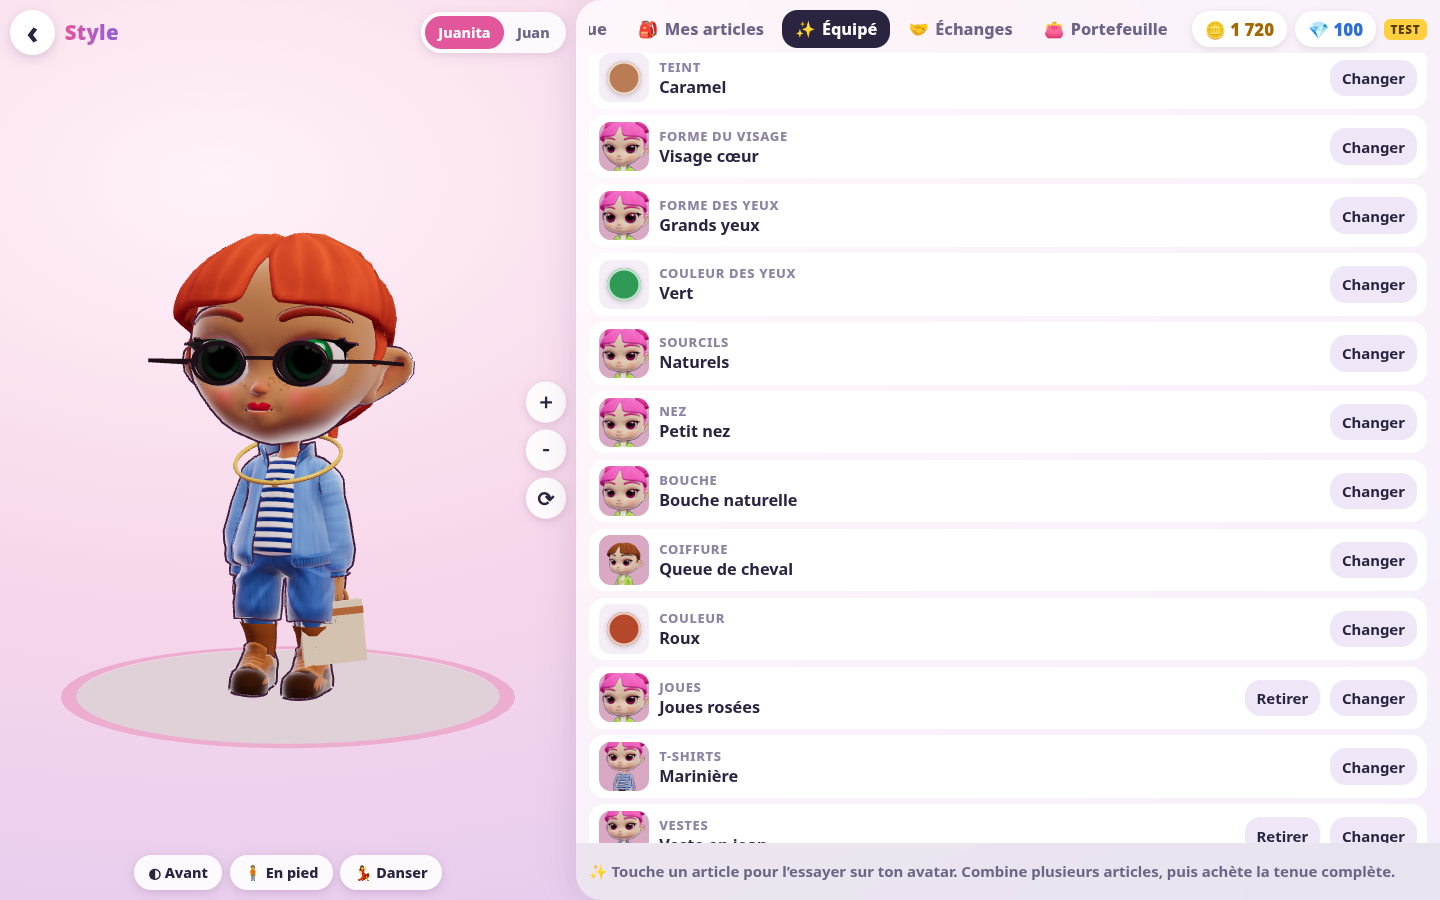 ‹ Style
Juanita Juan
ue 🎒 Mes articles ✨ Équipé 🤝 Échanges 👛 Portefeuille 🪙 1 720 💎 100 TEST
TEINT
Caramel
Changer
FORME DU VISAGE
Visage cœur
Changer
FORME DES YEUX
Grands yeux
Changer
COULEUR DES YEUX
Vert
Changer
SOURCILS
Naturels
Changer
NEZ
Petit nez
Changer
BOUCHE
Bouche naturelle
Changer
COIFFURE
Queue de cheval
Changer
COULEUR
Roux
Changer
JOUES
Joues rosées
Retirer Changer
T-SHIRTS
Marinière
Changer
VESTES
Veste en jean
Retirer Changer
+
-
⟳
◐ Avant 🧍 En pied 💃 Danser
✨ Touche un article pour l’essayer sur ton avatar. Combine plusieurs articles, puis achète la tenue complète.